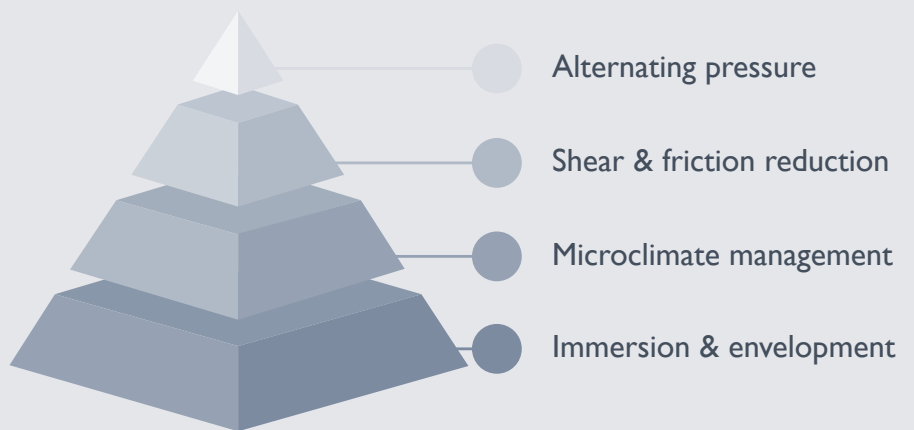 Alternating pressure
Shear & friction reduction
Microclimate management
Immersion & envelopment